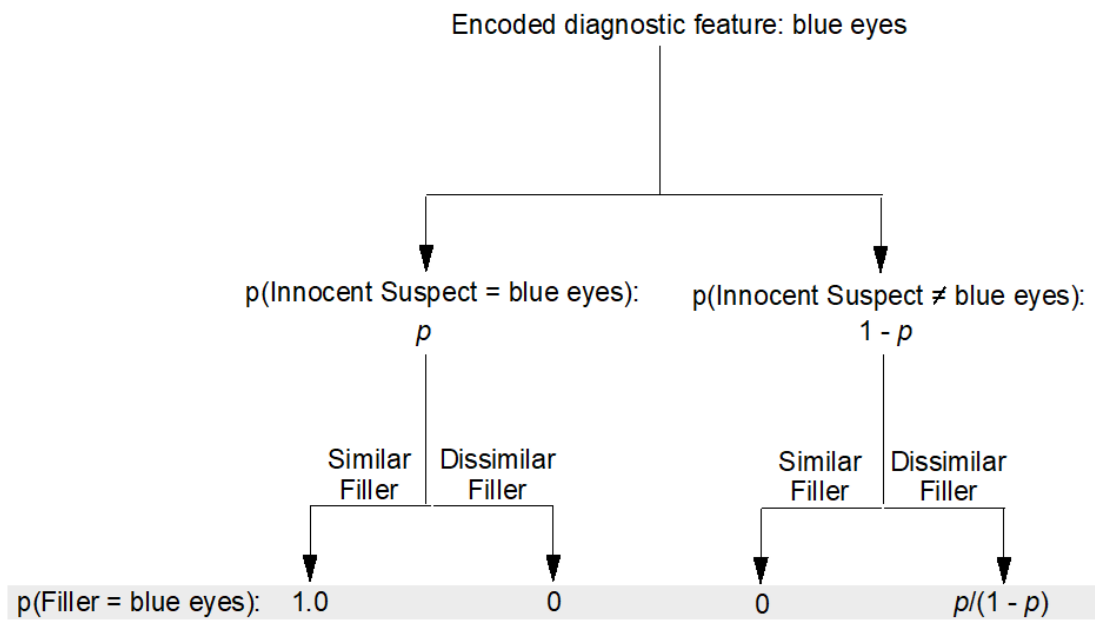 Encoded diagnostic feature: blue eyes
p(Innocent Suspect = blue eyes):
p
p(Innocent Suspect ≠ blue eyes):
1 - p
Similar
Filler
Dissimilar
Filler
Similar
Filler
Dissimilar
Filler
p(Filler = blue eyes): 1.0 0 0 p/(1 - p)